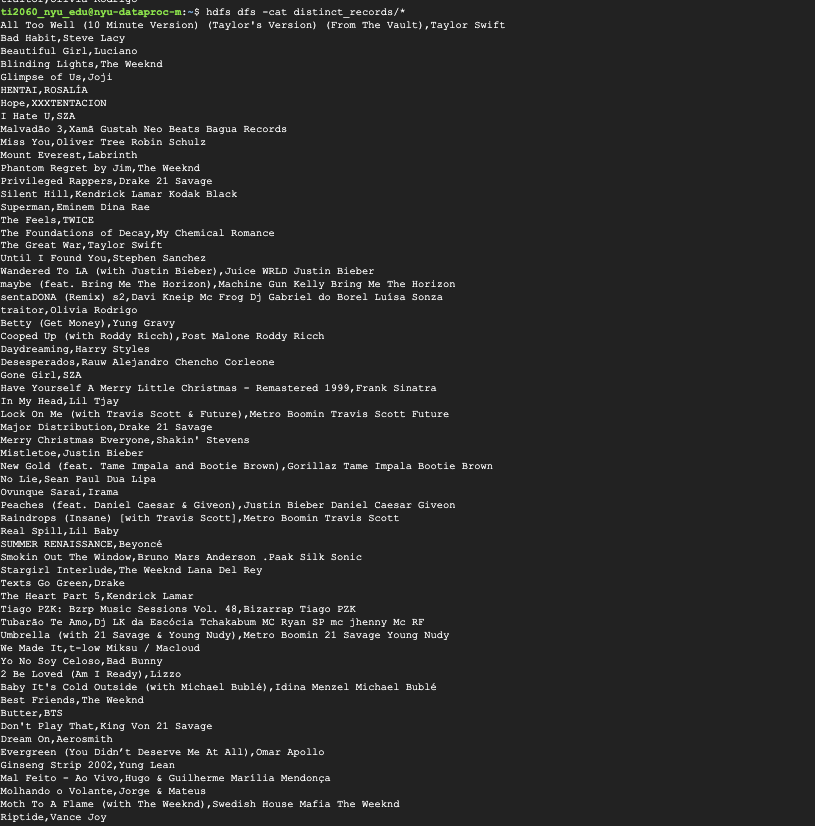 ti2060_nyu_edu@nyu-dataproc-m:~$ hdfs dfs -cat distinct_records/*
All Too Well (10 Minute Version) (Taylor's Version) (From The Vault),Taylor Swift
Bad Habit,Steve Lacy
Beautiful Girl,Luciano
Blinding Lights,The Weeknd
Glimpse of Us,Joji
HENTAI,ROSALÍA
Hope,XXXTENTACION
I Hate U,SZA
Malvadão 3,Xamã Gustah Neo Beats Bagua Records
Miss You,Oliver Tree Robin Schulz
Mount Everest,Labrinth
Phantom Regret by Jim,The Weeknd
Privileged Rappers,Drake 21 Savage
Silent Hill,Kendrick Lamar Kodak Black
Superman,Eminem Dina Rae
The Feels,TWICE
The Foundations of Decay,My Chemical Romance
The Great War,Taylor Swift
Until I Found You,Stephen Sanchez
Wandered To LA (with Justin Bieber),Juice WRLD Justin Bieber
maybe (feat. Bring Me The Horizon),Machine Gun Kelly Bring Me The Horizon
sentaDONA (Remix) s2,Davi Kneip Mc Frog Dj Gabriel do Borel Luísa Sonza
traitor,Olivia Rodrigo
Betty (Get Money),Yung Gravy
Cooped Up (with Roddy Ricch),Post Malone Roddy Ricch
Daydreaming,Harry Styles
Desesperados,Rauw Alejandro Chencho Corleone
Gone Girl,SZA
Have Yourself A Merry Little Christmas - Remastered 1999,Frank Sinatra
In My Head,Lil Tjay
Lock On Me (with Travis Scott & Future),Metro Boomin Travis Scott Future
Major Distribution,Drake 21 Savage
Merry Christmas Everyone,Shakin' Stevens
Mistletoe,Justin Bieber
New Gold (feat. Tame Impala and Bootie Brown),Gorillaz Tame Impala Bootie Brown
No Lie,Sean Paul Dua Lipa
Ovunque Sarai,Irama
Peaches (feat. Daniel Caesar & Giveon),Justin Bieber Daniel Caesar Giveon
Raindrops (Insane) [with Travis Scott],Metro Boomin Travis Scott
Real Spill,Lil Baby
SUMMER RENAISSANCE,Beyoncé
Smokin Out The Window,Bruno Mars Anderson .Paak Silk Sonic
Stargirl Interlude,The Weeknd Lana Del Rey
Texts Go Green,Drake
The Heart Part 5,Kendrick Lamar
Tiago PZK: Bzrp Music Sessions Vol. 48,Bizarrap Tiago PZK
Tubarão Te Amo,Dj LK da Escócia Tchakabum MC Ryan SP mc jhenny Mc RF
Umbrella (with 21 Savage & Young Nudy),Metro Boomin 21 Savage Young Nudy
We Made It,t-low Miksu / Macloud
Yo No Soy Celoso,Bad Bunny
2 Be Loved (Am I Ready),Lizzo
Baby It's Cold Outside (with Michael Bublé),Idina Menzel Michael Bublé
Best Friends,The Weeknd
Butter,BTS
Don't Play That,King Von 21 Savage
Dream On,Aerosmith
Evergreen (You Didn’t Deserve Me At All),Omar Apollo
Ginseng Strip 2002,Yung Lean
Mal Feito - Ao Vivo,Hugo & Guilherme Marília Mendonça
Molhando o Volante,Jorge & Mateus
Moth To A Flame (with The Weeknd),Swedish House Mafia The Weeknd
Riptide,Vance Joy